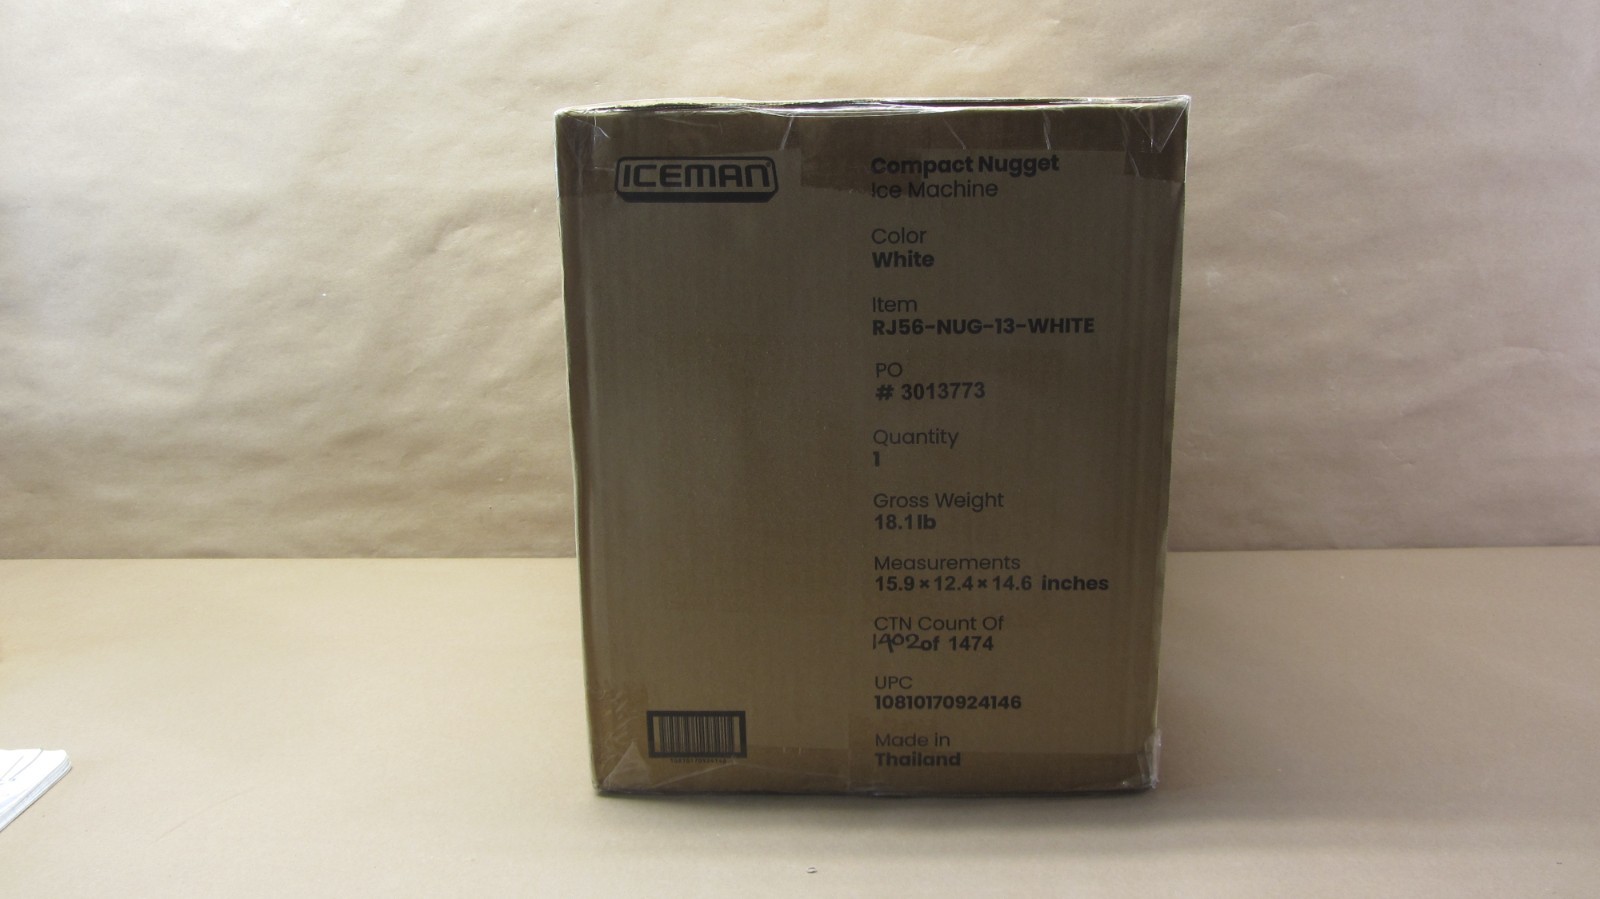 ICEMAN
Compact Nugget
Ice Machine
Color
White
Item
RJ56-NUG-13-WHITE
PO
# 3013773
Quantity
1
Gross Weight
18.1 lb
Measurements
15.9 × 12.4 × 14.6 inches
CTN Count Of
1402 of 1474
UPC
10810170924146
Made in
Thailand